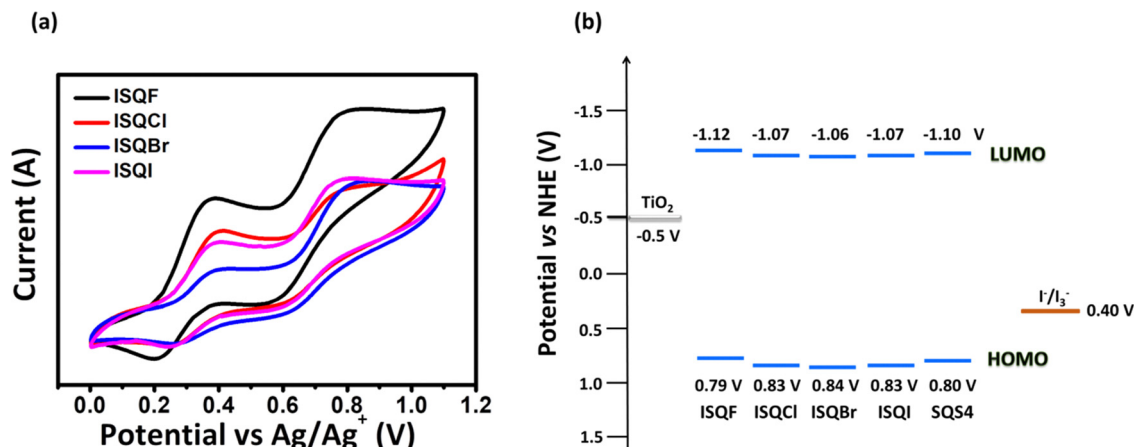 (a)
ISQF
ISQCl
ISQBr
ISQI
Current (A)
0.0 0.2 0.4 0.6 0.8 1.0 1.2
Potential vs Ag/Ag⁺ (V)
(b)
Potential vs NHE (V)
-1.5
-1.0
-0.5
0.0
0.5
1.0
1.5
TiO₂
-0.5 V
-1.12 -1.07 -1.06 -1.07 -1.10 V
LUMO
I⁻/I₃⁻
0.40 V
HOMO
0.79 V 0.83 V 0.84 V 0.83 V 0.80 V
ISQF ISQCl ISQBr ISQI SQS4